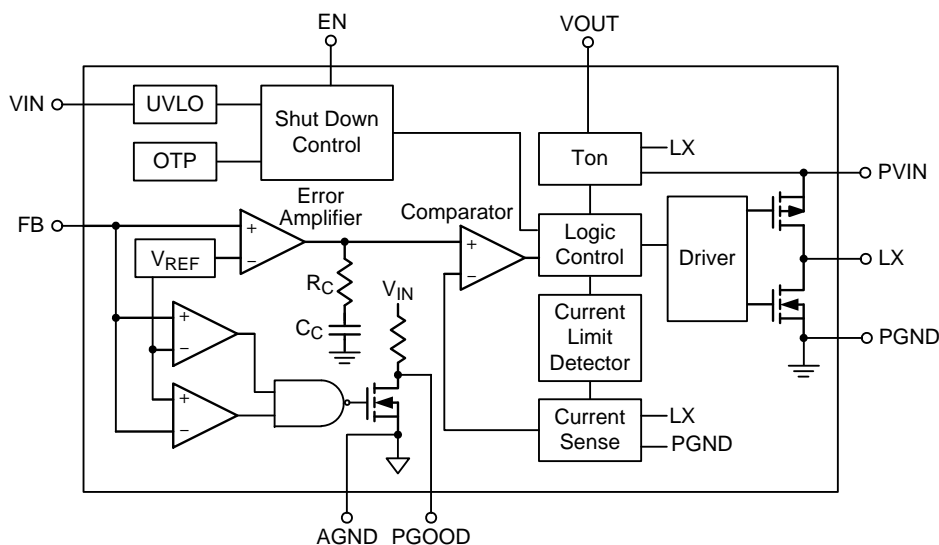 EN
VOUT
VIN
UVLO
Shut Down
Control
OTP
Ton
LX
PVIN
Error
Amplifier
Comparator
FB
+
−
+
−
VREF
Logic
Control
Driver
LX
RC
VIN
CC
+
−
Current
Limit
Detector
PGND
+
−
Current
Sense
LX
PGND
AGND
PGOOD